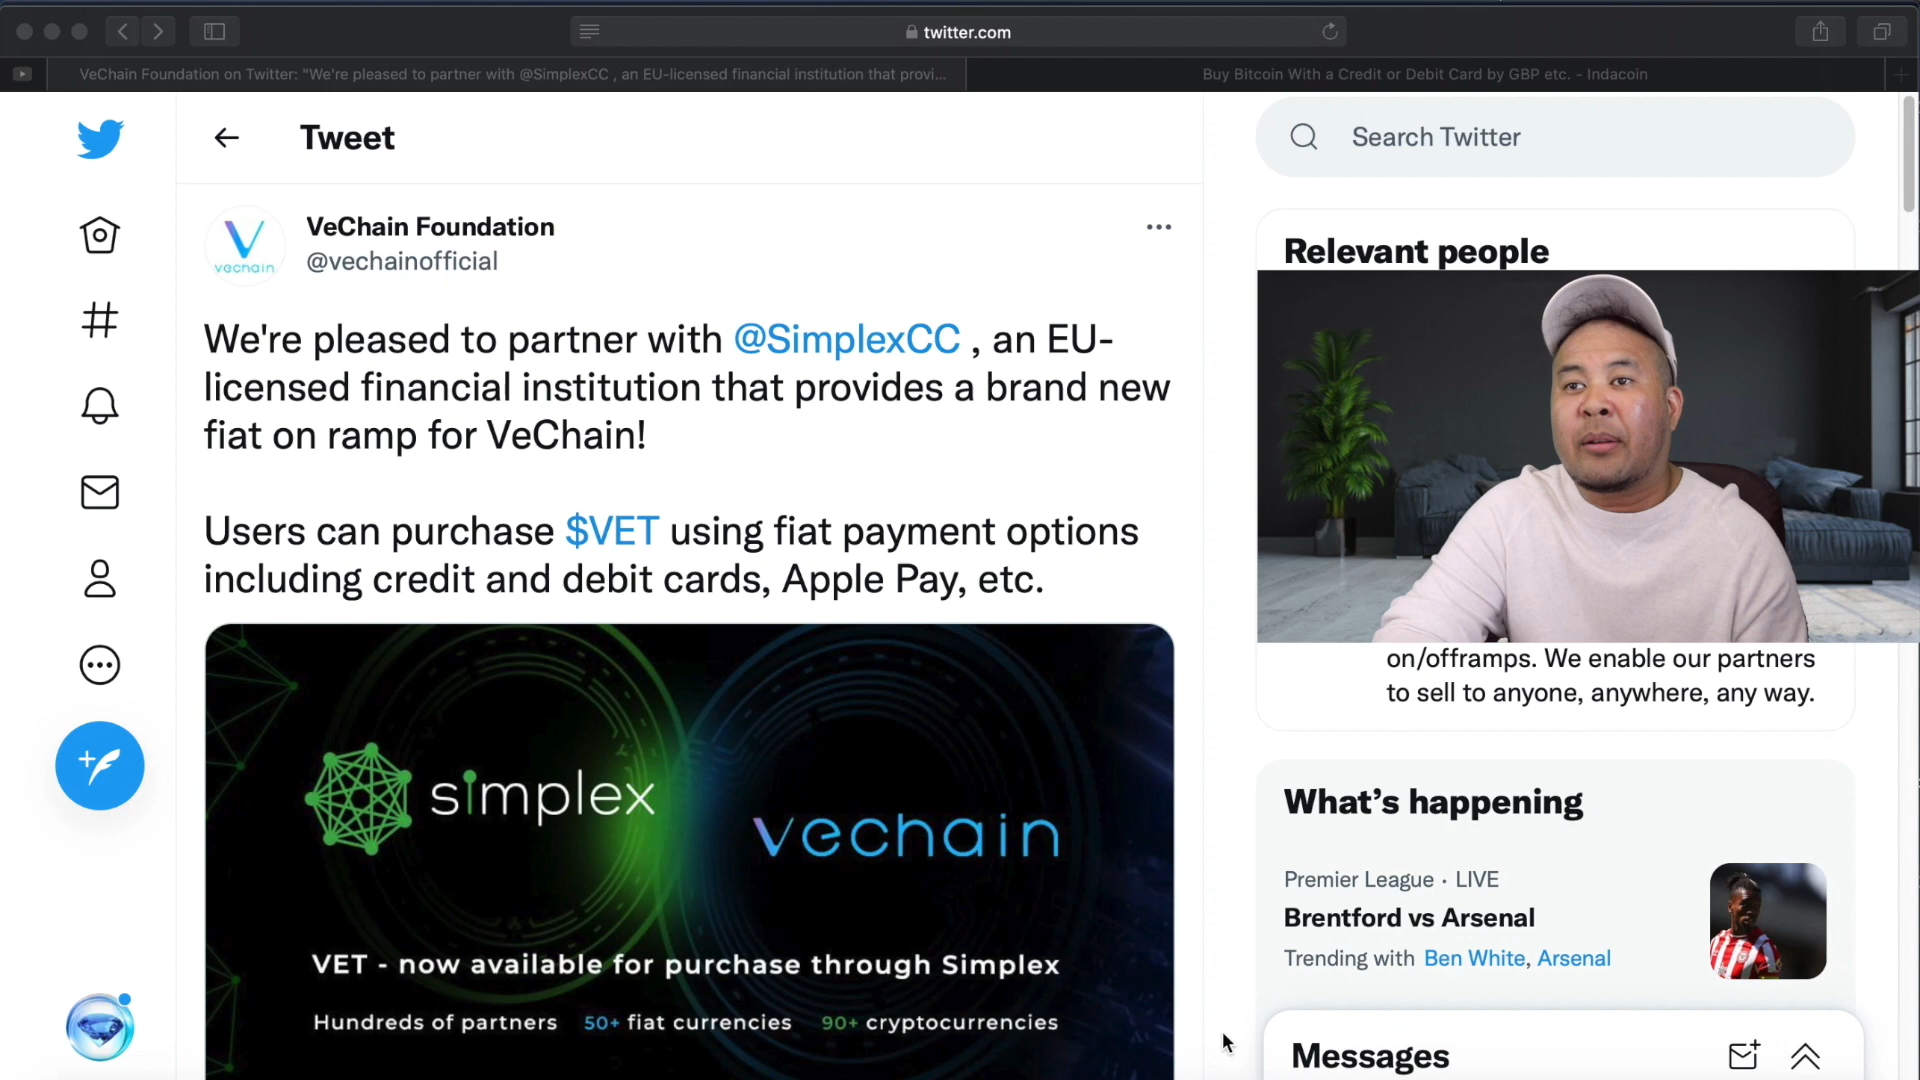 twitter.com
VeChain Foundation on Twitter: "We're pleased to partner with @SimplexCC , an EU-licensed financial institution that provi...
Buy Bitcoin With a Credit or Debit Card by GBP etc. - Indacoin
Tweet
Search Twitter
VeChain Foundation
@vechainofficial
vechain
We're pleased to partner with @SimplexCC , an EU-
licensed financial institution that provides a brand new
fiat on ramp for VeChain!
Users can purchase $VET using fiat payment options
including credit and debit cards, Apple Pay, etc.
simplex
vechain
VET - now available for purchase through Simplex
Hundreds of partners 50+ fiat currencies 90+ cryptocurrencies
Relevant people
on/offramps. We enable our partners
to sell to anyone, anywhere, any way.
What's happening
Premier League · LIVE
Brentford vs Arsenal
Trending with Ben White, Arsenal
Messages